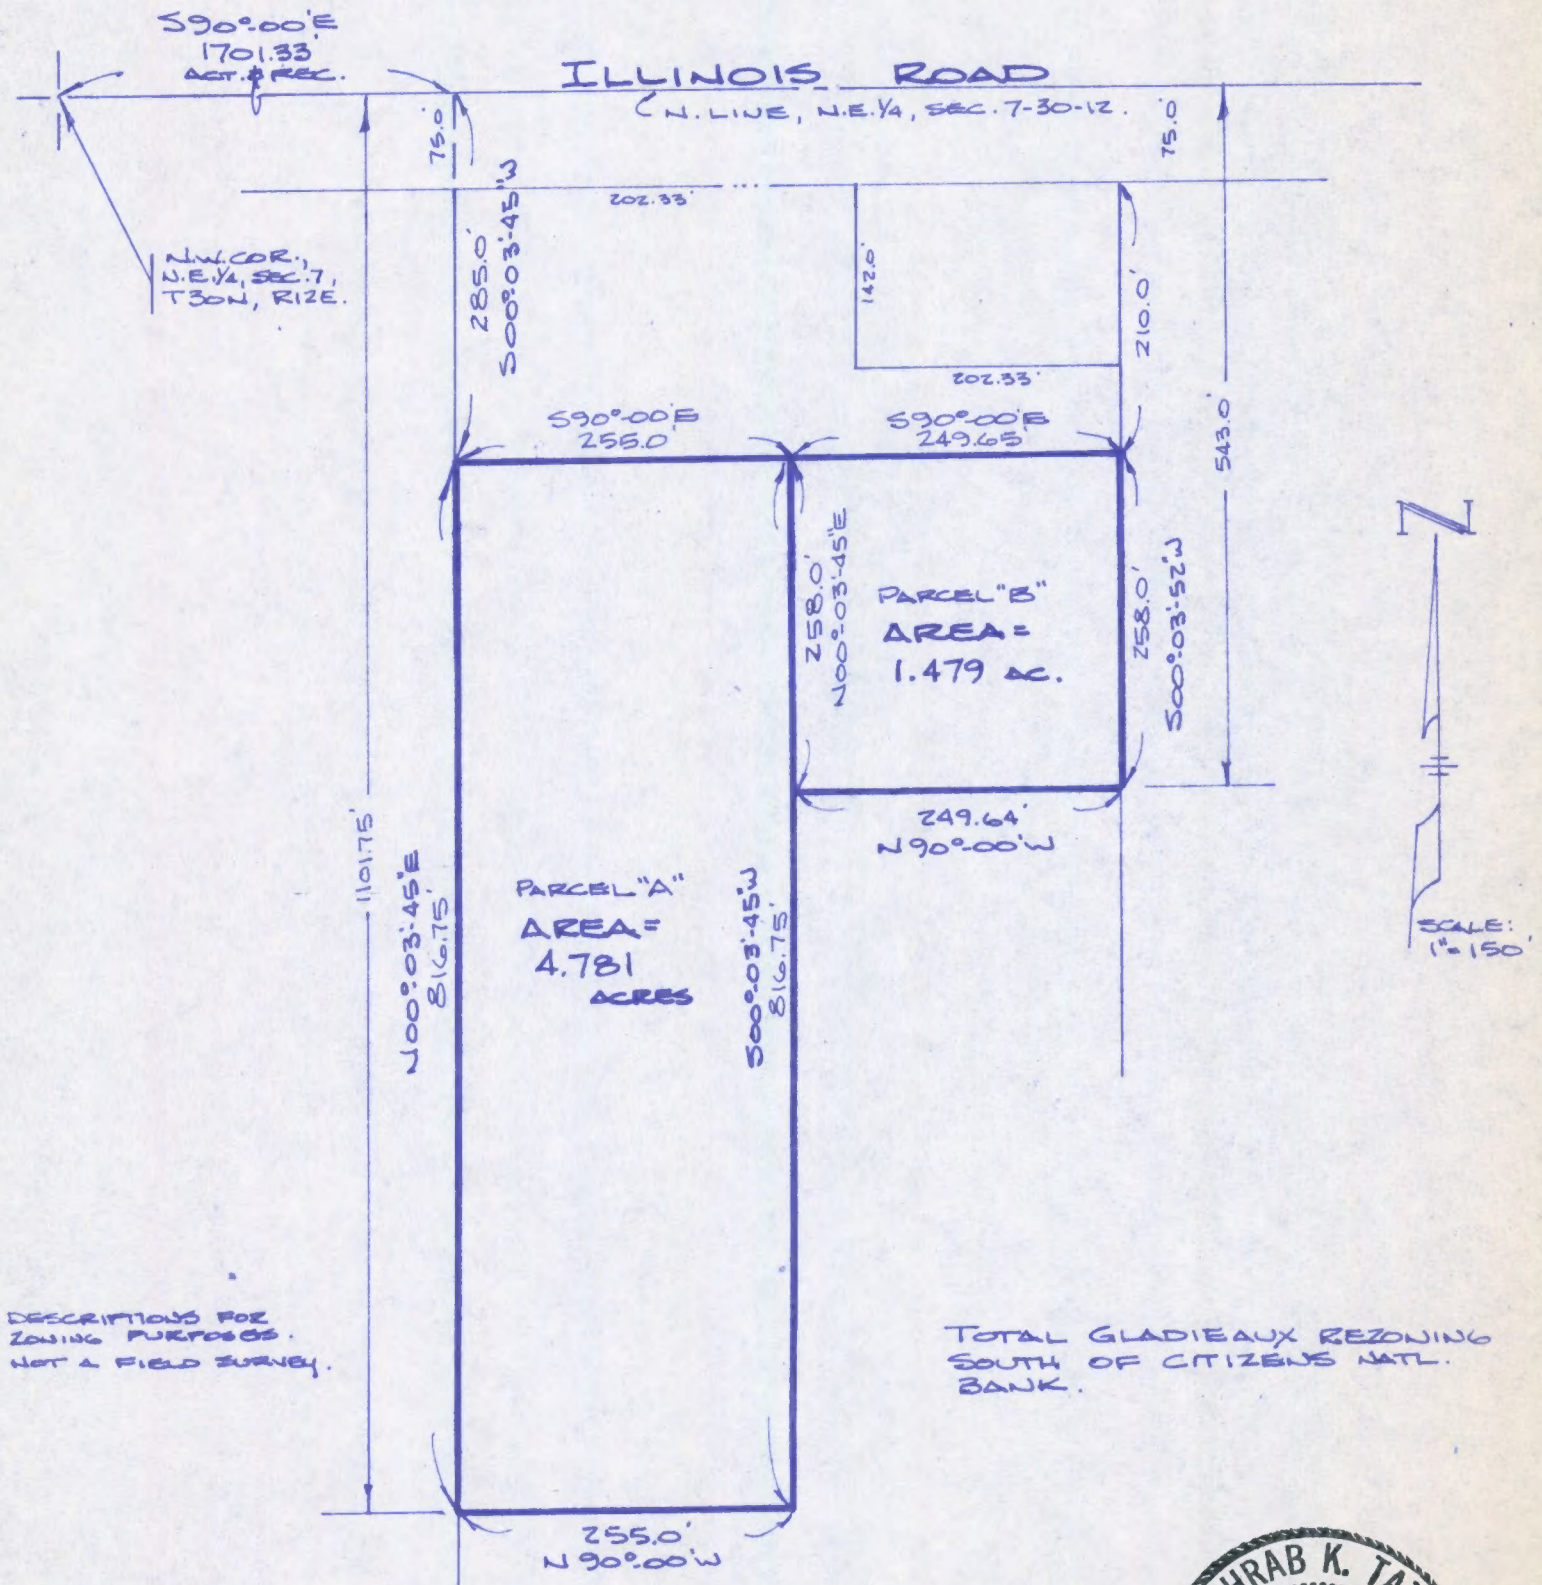 S90°-00'E
1701.33'
ACT. & REC.
ILLINOIS ROAD
N. LINE, N.E.1/4, SEC. 7-30-12.
75.0'
75.0'
202.33'
N.W. COR.,
N.E.1/4, SEC. 7,
T30N, R12E.
285.0'
S00°-03'-45"W
142.0'
210.0'
202.33'
S90°-00'E
255.0'
S90°-00'E
249.65'
543.0'
N
258.0'
N00°-03'-45"E
PARCEL "B"
AREA =
1.479 AC.
258.0'
S00°-03'-52"W
249.64'
N90°-00'W
1101.75'
N00°-03'-45"E
816.75'
PARCEL "A"
AREA =
4.781
ACRES
S00°-03'-45"W
816.75'
SCALE:
1"=150'
DESCRIPTIONS FOR
ZONING PURPOSES.
NOT A FIELD SURVEY.
TOTAL GLADIEAUX REZONING
SOUTH OF CITIZENS NATL.
BANK.
255.0'
N90°-00'W
HRAB K. TA